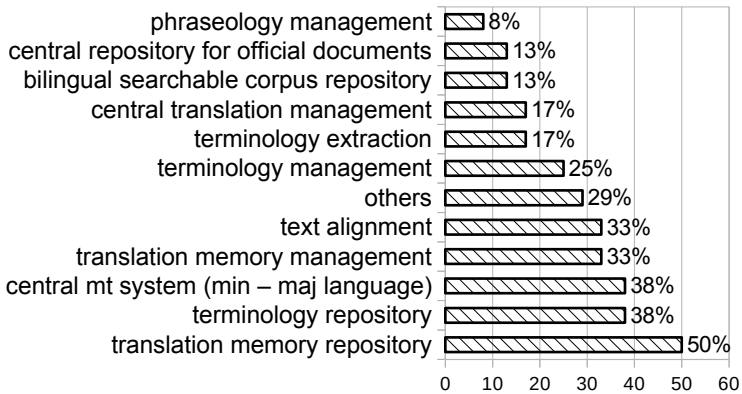 phraseology management 8%
central repository for official documents 13%
bilingual searchable corpus repository 13%
central translation management 17%
terminology extraction 17%
terminology management 25%
others 29%
text alignment 33%
translation memory management 33%
central mt system (min – maj language) 38%
terminology repository 38%
translation memory repository 50%
0 10 20 30 40 50 60